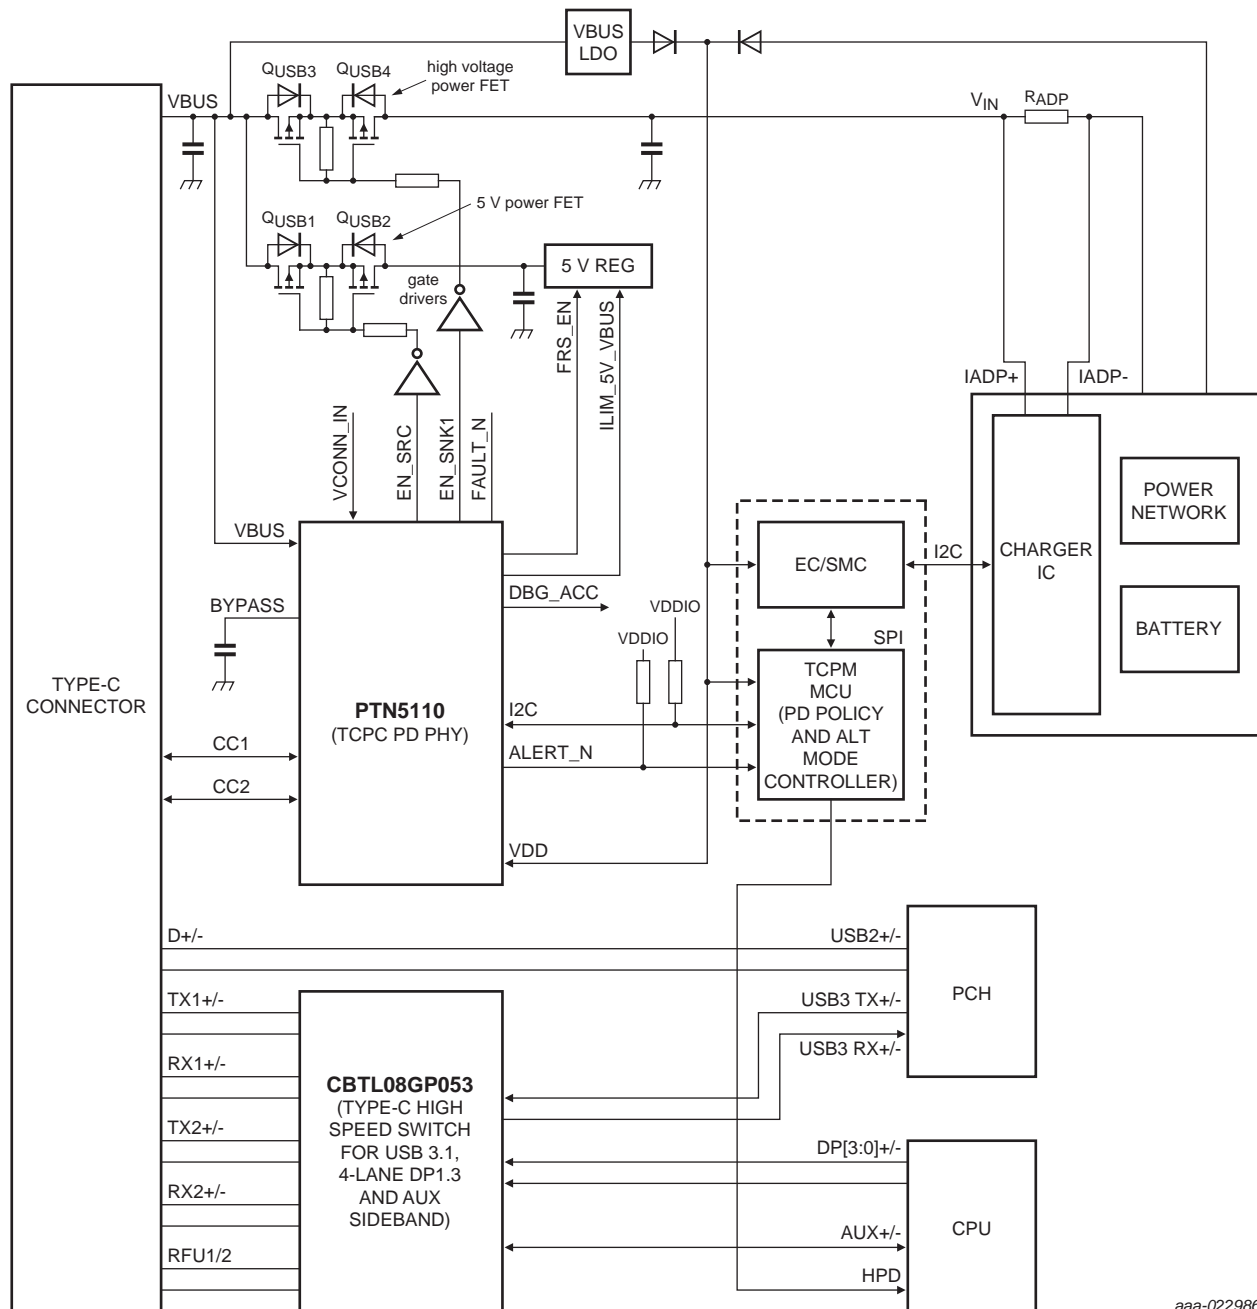 VBUS
LDO
QUSB3
QUSB4
high voltage
power FET
VBUS
VIN
RADP
QUSB1
QUSB2
5 V power FET
5 V REG
gate
drivers
FRS_EN
ILIM_5V_VBUS
IADP+
IADP-
VCONN_IN
EN_SRC
EN_SNK1
FAULT_N
VBUS
BYPASS
DBG_ACC
VDDIO
VDDIO
EC/SMC
I2C
CHARGER
IC
POWER
NETWORK
BATTERY
SPI
TYPE-C
CONNECTOR
PTN5110
(TCPC PD PHY)
I2C
ALERT_N
TCPM
MCU
(PD POLICY
AND ALT
MODE
CONTROLLER)
CC1
CC2
VDD
D+/-
USB2+/-
TX1+/-
USB3 TX+/-
USB3 RX+/-
PCH
RX1+/-
CBTL08GP053
(TYPE-C HIGH
SPEED SWITCH
FOR USB 3.1,
4-LANE DP1.3
AND AUX
SIDEBAND)
TX2+/-
RX2+/-
RFU1/2
DP[3:0]+/-
AUX+/-
HPD
CPU
aaa-022986